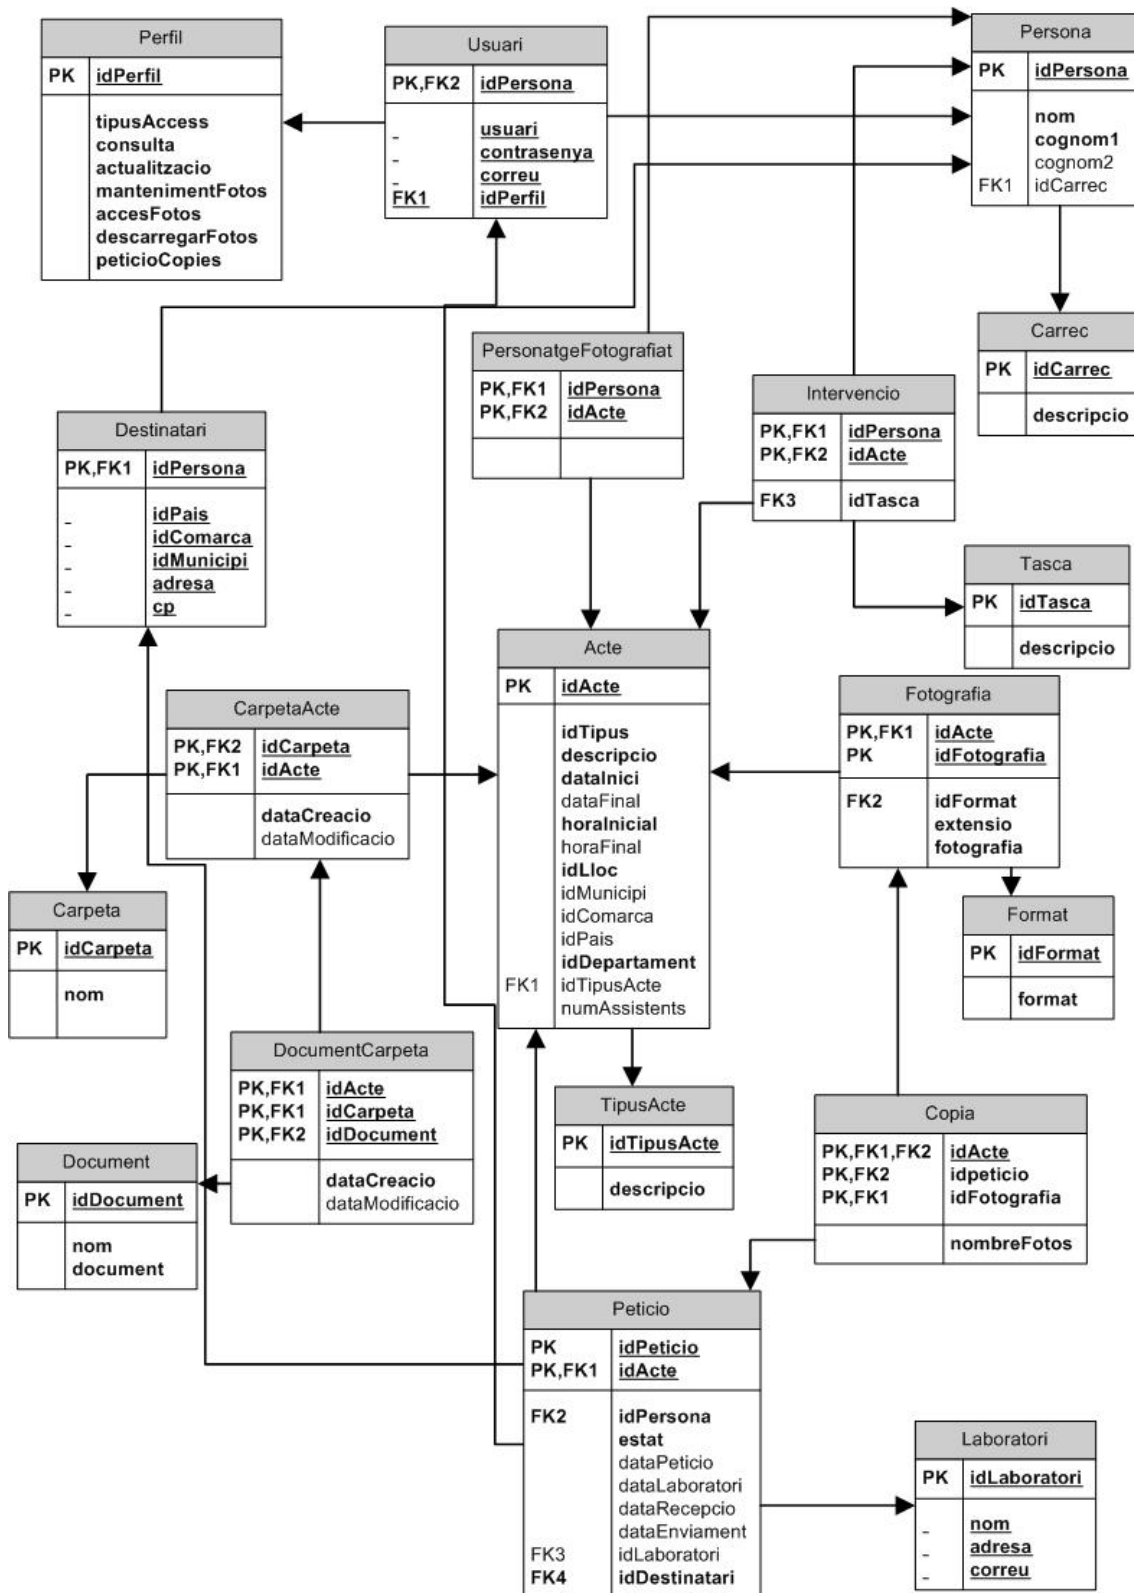 Perfil
PK idPerfil
tipusAccess
consulta
actualitzacio
mantenimentFotos
accesFotos
descarregarFotos
peticioCopies
Usuari
PK,FK2 idPersona
_ usuari
_ contrasenya
_ correu
FK1 idPerfil
Persona
PK idPersona
nom
cognom1
cognom2
FK1 idCarrec
Carrec
PK idCarrec
descripcio
PersonatgeFotografiat
PK,FK1 idPersona
PK,FK2 idActe
Intervencio
PK,FK1 idPersona
PK,FK2 idActe
FK3 idTasca
Destinatari
PK,FK1 idPersona
_ idPais
_ idComarca
_ idMunicipi
_ adresa
_ cp
Tasca
PK idTasca
descripcio
Acte
PK idActe
idTipus
descripcio
dataInici
dataFinal
horaInicial
horaFinal
idLloc
idMunicipi
idComarca
idPais
idDepartament
FK1 idTipusActe
numAssistents
CarpetaActe
PK,FK2 idCarpeta
PK,FK1 idActe
dataCreacio
dataModificacio
Fotografia
PK,FK1 idActe
PK idFotografia
FK2 idFormat
extensio
fotografia
Carpeta
PK idCarpeta
nom
Format
PK idFormat
format
DocumentCarpeta
PK,FK1 idActe
PK,FK1 idCarpeta
PK,FK2 idDocument
dataCreacio
dataModificacio
TipusActe
PK idTipusActe
descripcio
Copia
PK,FK1,FK2 idActe
PK,FK2 idpeticio
PK,FK1 idFotografia
nombreFotos
Document
PK idDocument
nom
document
Peticio
PK idPeticio
PK,FK1 idActe
FK2 idPersona
estat
dataPeticio
dataLaboratori
dataRecepcio
dataEnviament
FK3 idLaboratori
FK4 idDestinatari
Laboratori
PK idLaboratori
_ nom
_ adresa
_ correu